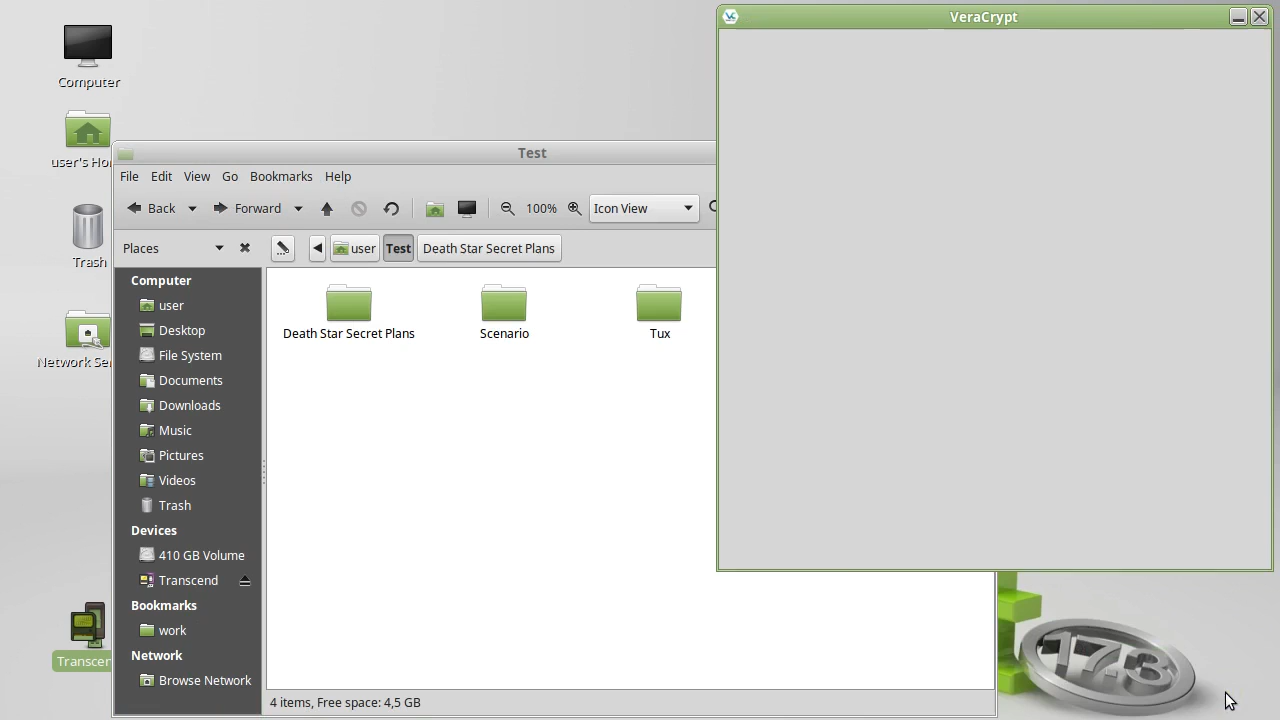 VeraCrypt
Computer
user's Ho
Trash
Network Se
Transcen
Test
File Edit View Go Bookmarks Help
Back Forward 100% Icon View
Places user Test Death Star Secret Plans
Computer
user
Desktop
File System
Documents
Downloads
Music
Pictures
Videos
Trash
Devices
410 GB Volume
Transcend
Bookmarks
work
Network
Browse Network
Death Star Secret Plans Scenario Tux
4 items, Free space: 4,5 GB
17.3